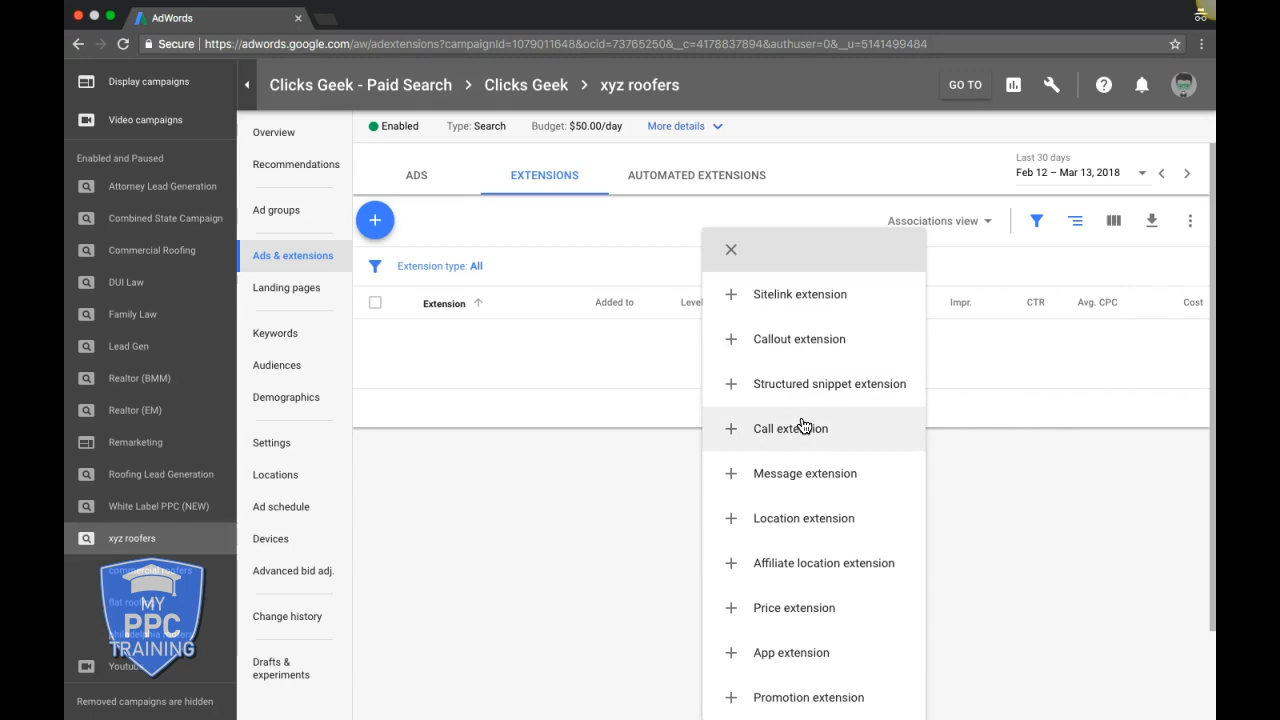 AdWords
Secure
https://adwords.google.com/aw/adextensions?campaignId=1079011648&ocid=73765250&__c=4178837894&authuser=0&__u=5141499484
Display campaigns
Video campaigns
Enabled and Paused
Attorney Lead Generation
Combined State Campaign
Commercial Roofing
DUI Law
Family Law
Lead Gen
Realtor (BMM)
Realtor (EM)
Remarketing
Roofing Lead Generation
White Label PPC (NEW)
xyz roofers
commercial roofers
flat
philadelphia roofers
MY
PPC
TRAINING
Removed campaigns are hidden
Clicks Geek - Paid Search > Clicks Geek > xyz roofers
GO TO
Overview
Recommendations
Ad groups
Ads & extensions
Landing pages
Keywords
Audiences
Demographics
Settings
Locations
Ad schedule
Devices
Advanced bid adj.
Change history
Drafts &
experiments
Enabled Type: Search Budget: $50.00/day More details
ADS EXTENSIONS AUTOMATED EXTENSIONS
Last 30 days
Feb 12 – Mar 13, 2018
Associations view
Extension type: All
Extension Added to Impr. CTR Avg. CPC Cost
Sitelink extension
Callout extension
Structured snippet extension
Call extension
Message extension
Location extension
Affiliate location extension
Price extension
App extension
Promotion extension